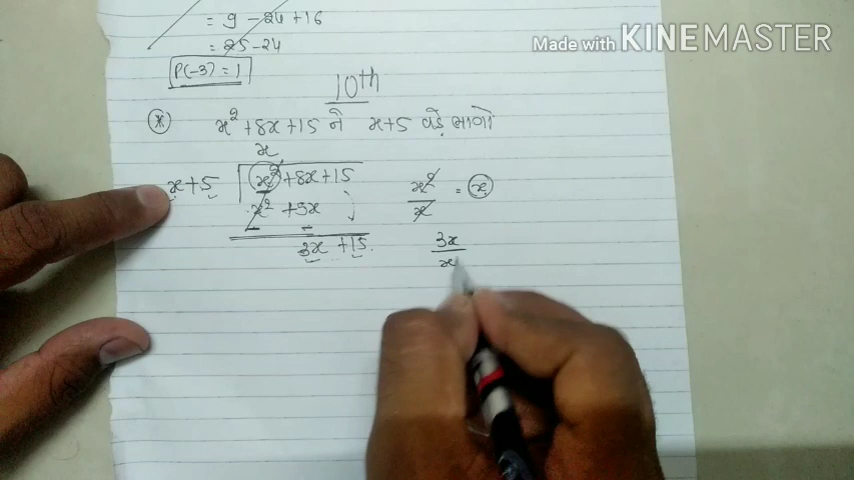 = 9 - 24 + 16
Made with KINEMASTER
= 25 - 24
P(-3) = 1
10th
* x² + 8x + 15 ને x + 5 વડે ભાગો
x
x + 5 x² + 8x + 15 x²/x = x
x² + 5x
3x + 15 3x/x